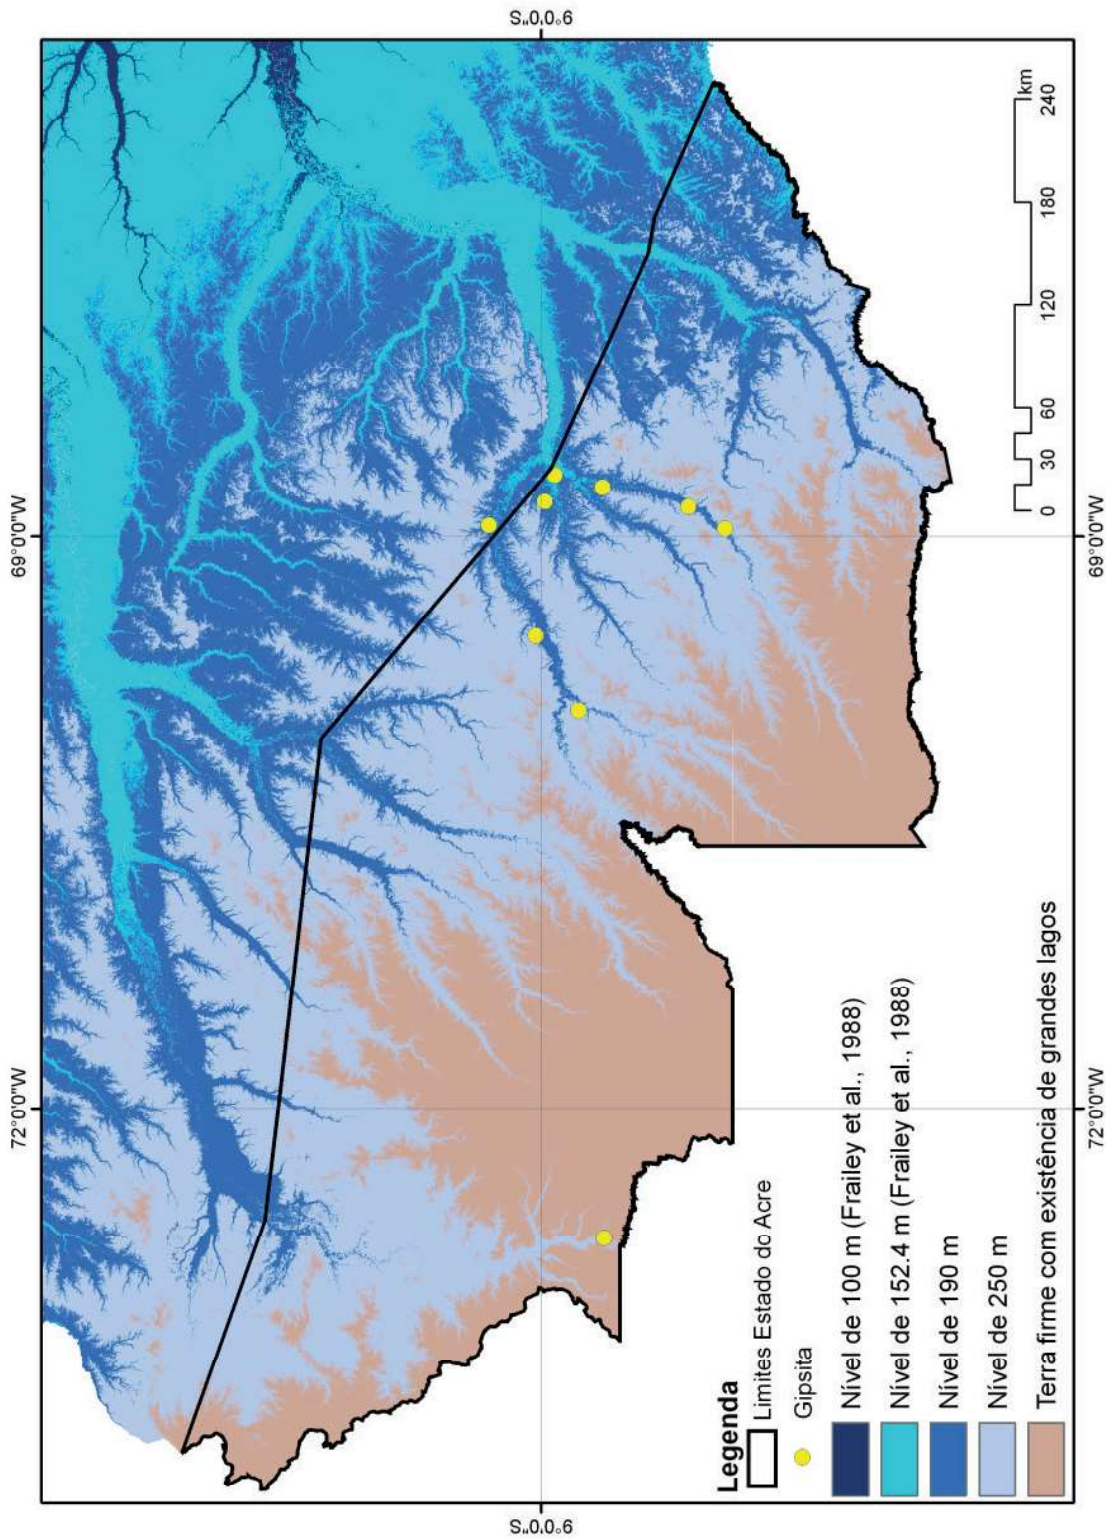 72°0'0"W
69°0'0"W
9°0'0"S
9°0'0"S
Legenda
Limites Estado do Acre
Gipsita
Nível de 100 m (Frailey et al., 1988)
Nível de 152.4 m (Frailey et al., 1988)
Nível de 190 m
Nível de 250 m
Terra firme com existência de grandes lagos
0 30 60 120 180 240
km
72°0'0"W
69°0'0"W